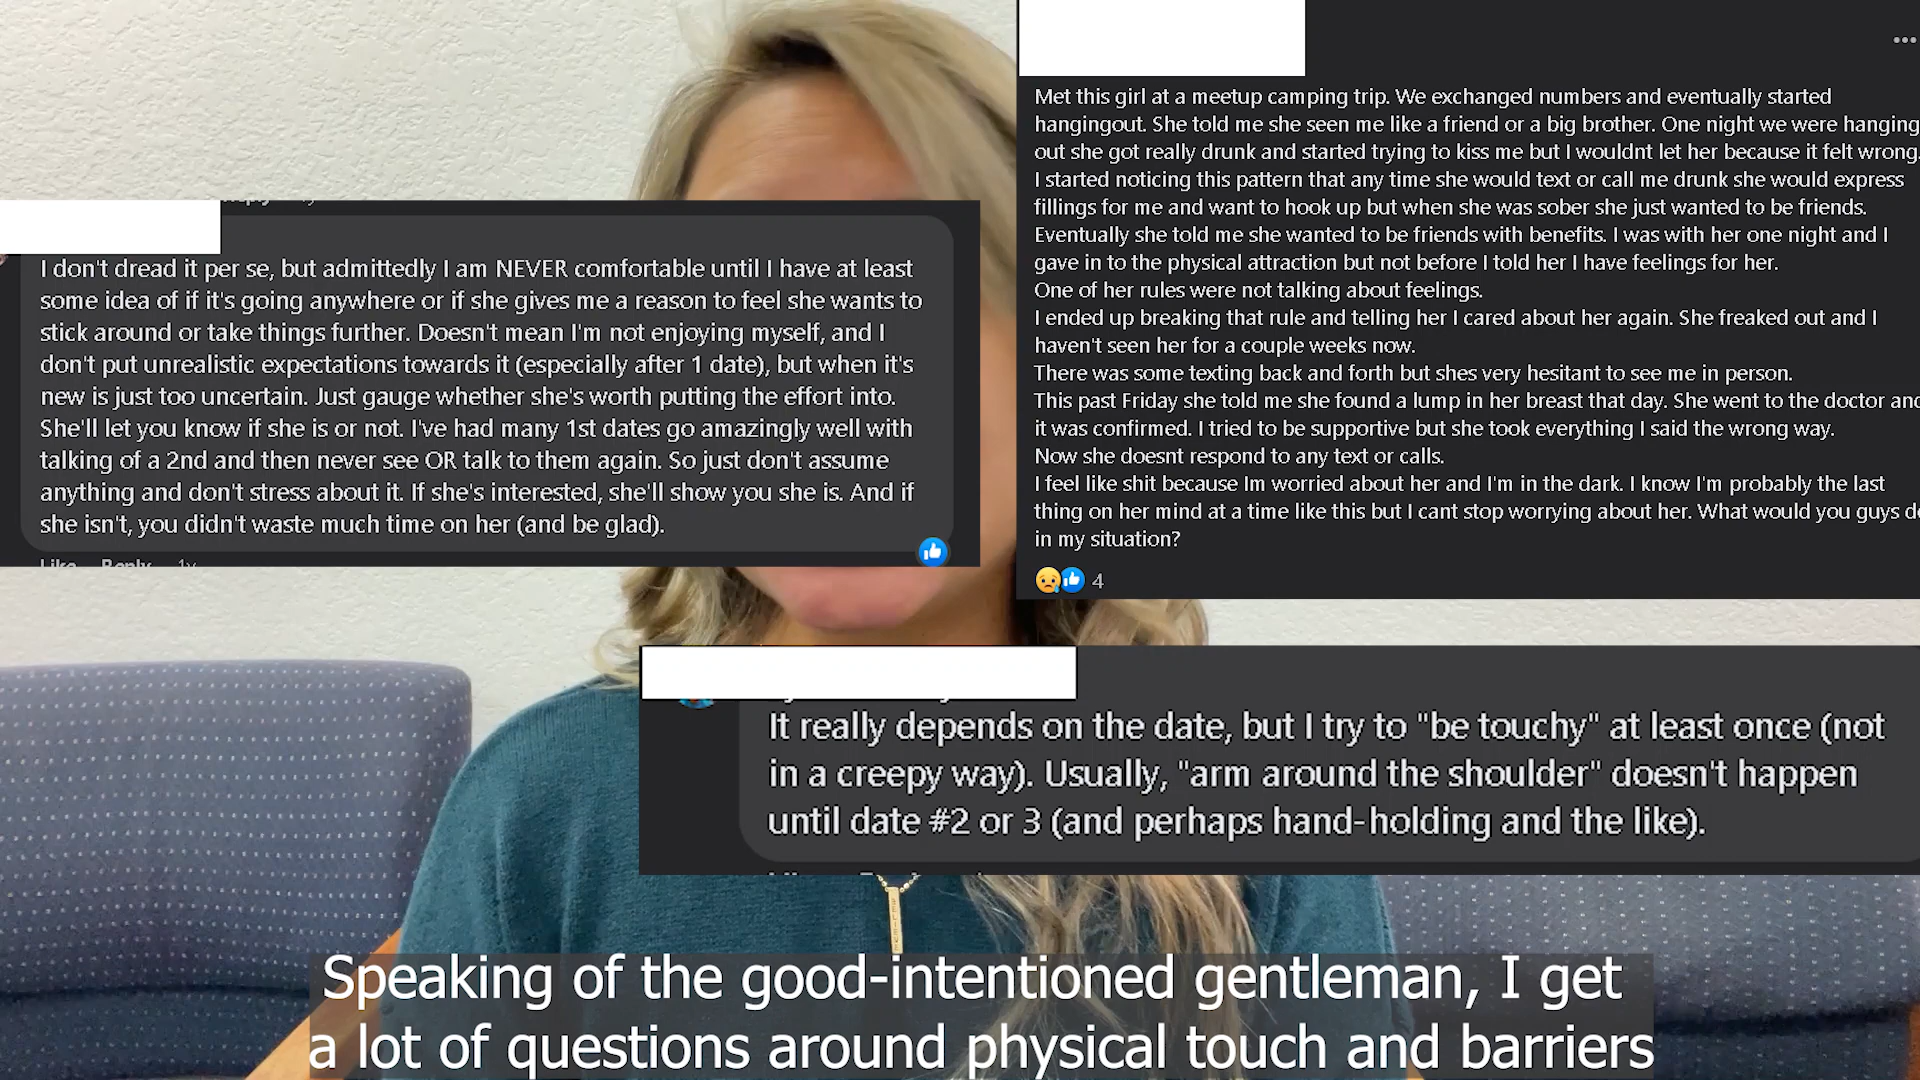 I don't dread it per se, but admittedly I am NEVER comfortable until I have at least
some idea of if it's going anywhere or if she gives me a reason to feel she wants to
stick around or take things further. Doesn't mean I'm not enjoying myself, and I
don't put unrealistic expectations towards it (especially after 1 date), but when it's
new is just too uncertain. Just gauge whether she's worth putting the effort into.
She'll let you know if she is or not. I've had many 1st dates go amazingly well with
talking of a 2nd and then never see OR talk to them again. So just don't assume
anything and don't stress about it. If she's interested, she'll show you she is. And if
she isn't, you didn't waste much time on her (and be glad).
Like Reply 1y
Met this girl at a meetup camping trip. We exchanged numbers and eventually started
hangingout. She told me she seen me like a friend or a big brother. One night we were hanging
out she got really drunk and started trying to kiss me but I wouldnt let her because it felt wrong.
I started noticing this pattern that any time she would text or call me drunk she would express
fillings for me and want to hook up but when she was sober she just wanted to be friends.
Eventually she told me she wanted to be friends with benefits. I was with her one night and I
gave in to the physical attraction but not before I told her I have feelings for her.
One of her rules were not talking about feelings.
I ended up breaking that rule and telling her I cared about her again. She freaked out and I
haven't seen her for a couple weeks now.
There was some texting back and forth but shes very hesitant to see me in person.
This past Friday she told me she found a lump in her breast that day. She went to the doctor and
it was confirmed. I tried to be supportive but she took everything I said the wrong way.
Now she doesnt respond to any text or calls.
I feel like shit because Im worried about her and I'm in the dark. I know I'm probably the last
thing on her mind at a time like this but I cant stop worrying about her. What would you guys
in my situation?
4
It really depends on the date, but I try to "be touchy" at least once (not
in a creepy way). Usually, "arm around the shoulder" doesn't happen
until date #2 or 3 (and perhaps hand-holding and the like).
BELIEVE
Speaking of the good-intentioned gentleman, I get
a lot of questions around physical touch and barriers